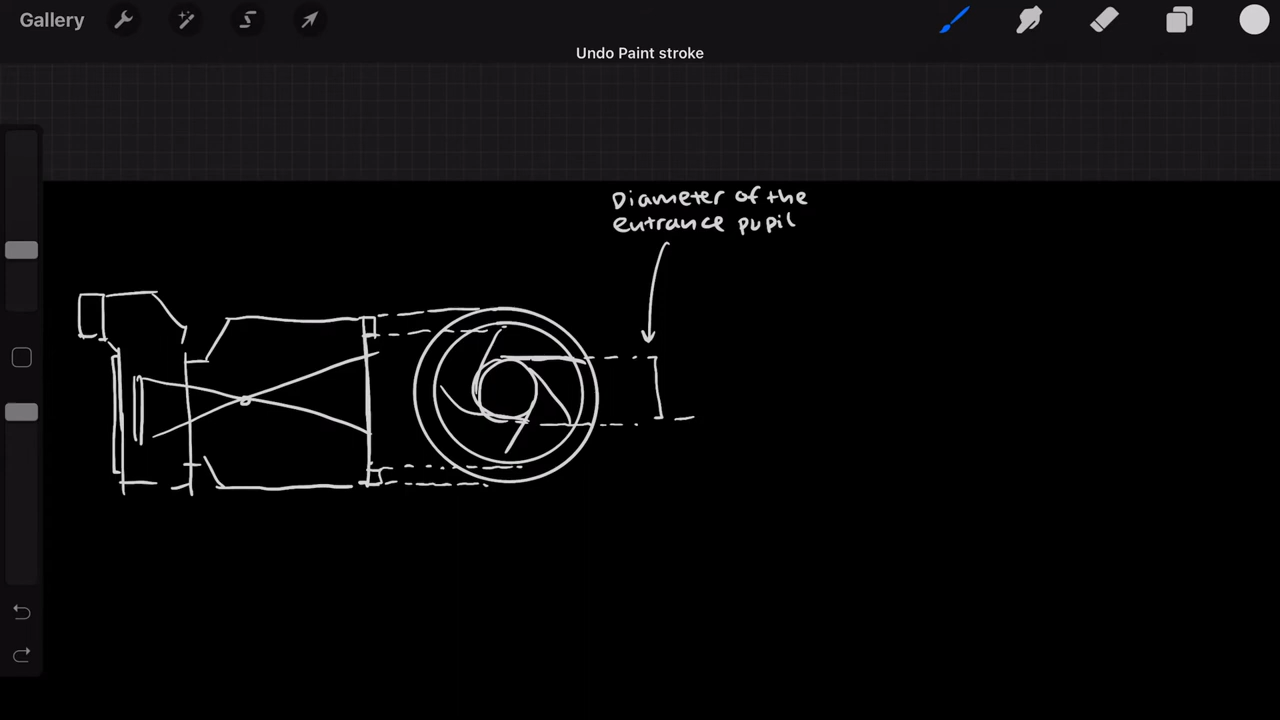 Gallery
Undo Paint stroke
Diameter of the
entrance pupil